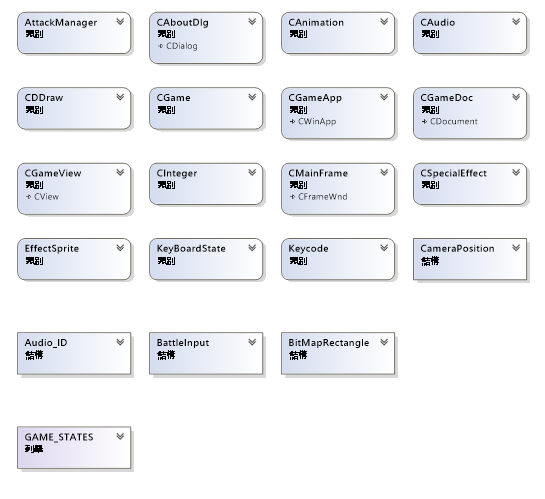 AttackManager
類別
CAboutDlg
類別
CDialog
CAnimation
類別
CAudio
類別
CDDraw
類別
CGame
類別
CGameApp
類別
CWinApp
CGameDoc
類別
CDocument
CGameView
類別
CView
CInteger
類別
CMainFrame
類別
CFrameWnd
CSpecialEffect
類別
EffectSprite
類別
KeyBoardState
類別
Keycode
類別
CameraPosition
結構
Audio_ID
結構
BattleInput
結構
BitMapRectangle
結構
GAME_STATES
列舉